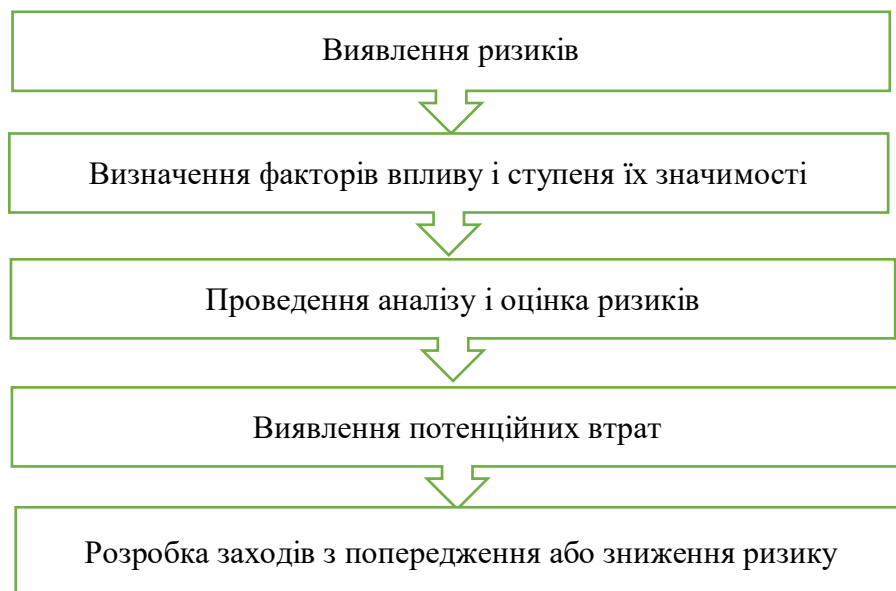 Виявлення ризиків
Визначення факторів впливу і ступеня їх значимості
Проведення аналізу і оцінка ризиків
Виявлення потенційних втрат
Розробка заходів з попередження або зниження ризику